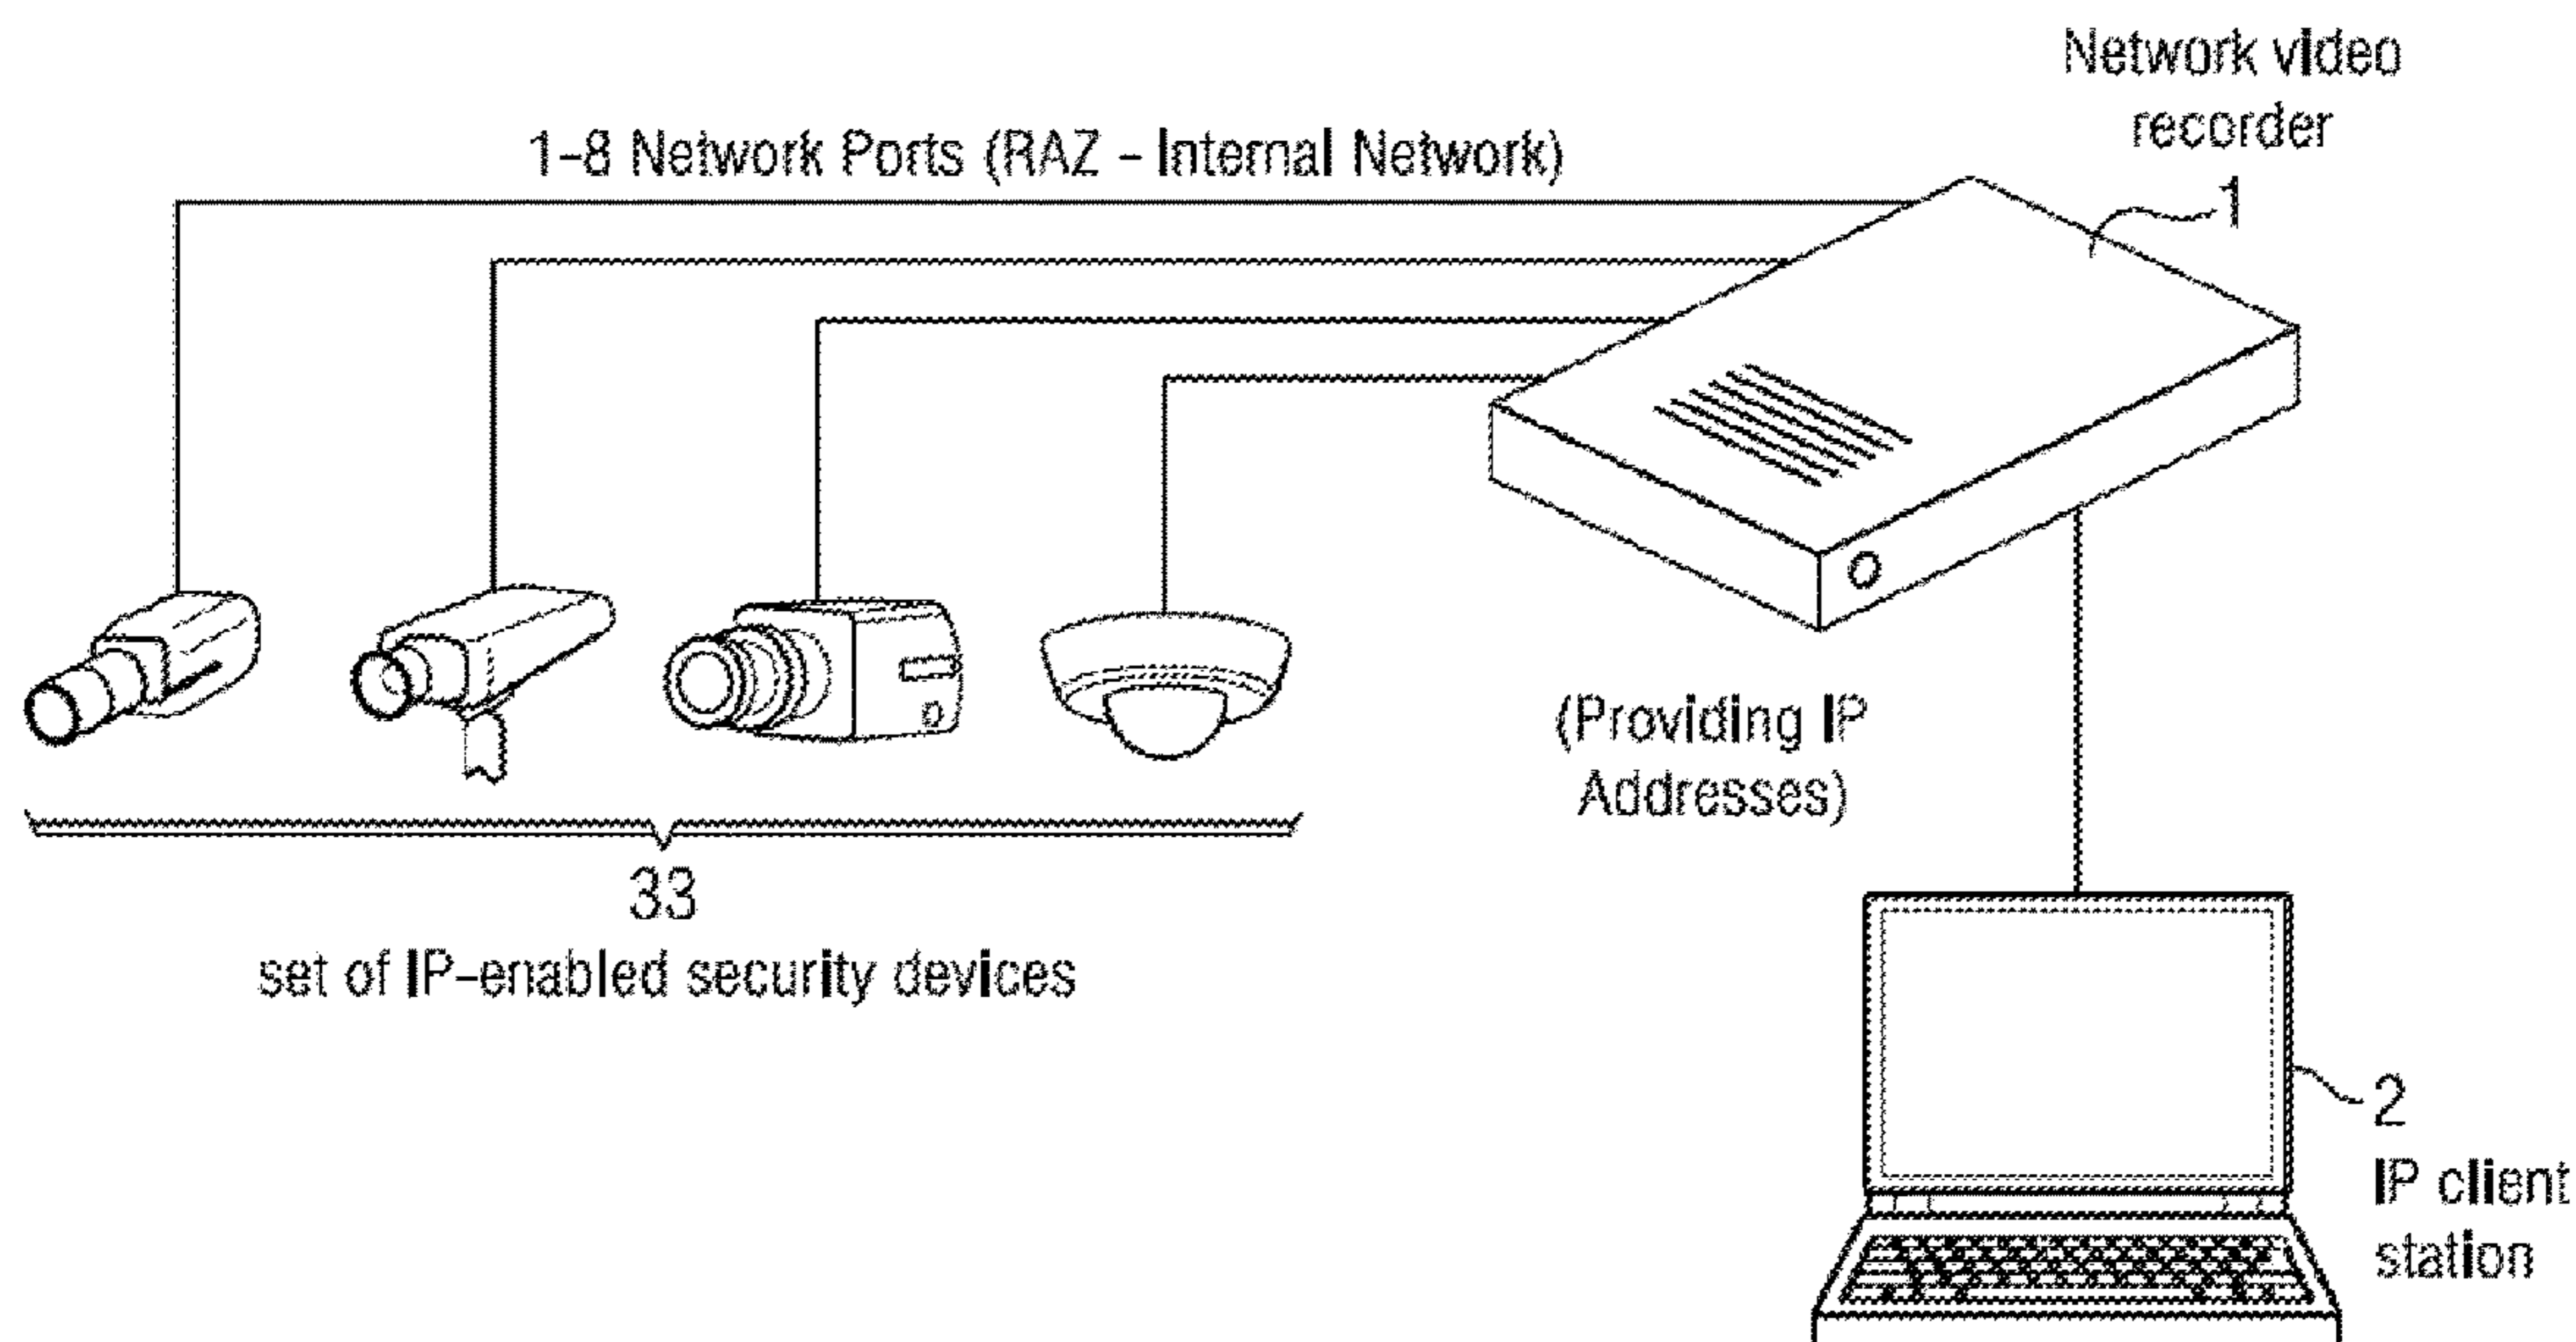 Network video
recorder
1
1-8 Network Ports (RAZ - Internal Network)
(Providing IP
Addresses)
33
set of IP-enabled security devices
2
IP client
station